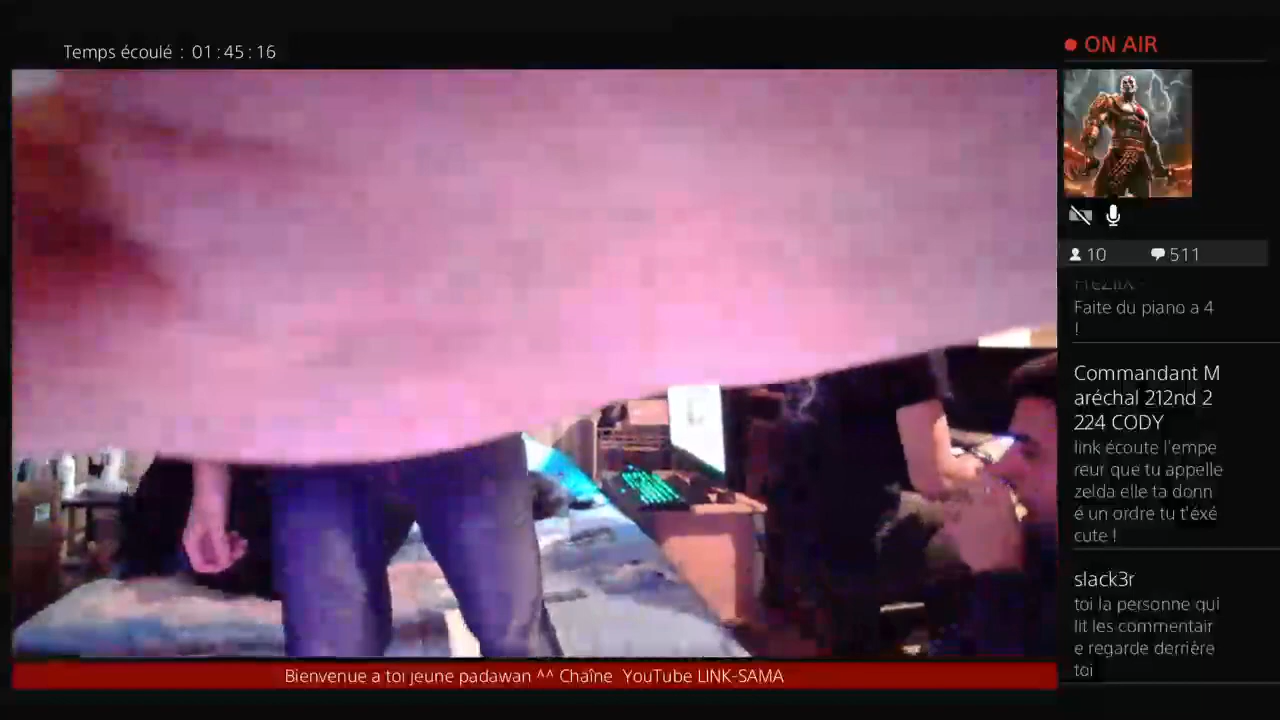 Temps écoulé : 01:45:16
ON AIR
10 511
Faite du piano a 4
!
Commandant M
aréchal 212nd 2
224 CODY
link écoute l'empe
reur que tu appelle
zelda elle ta donn
é un ordre tu t'éxé
cute !
slack3r
toi la personne qui
lit les commentair
e regarde derrière
toi
Bienvenue a toi jeune padawan ^^ Chaîne YouTube LINK-SAMA